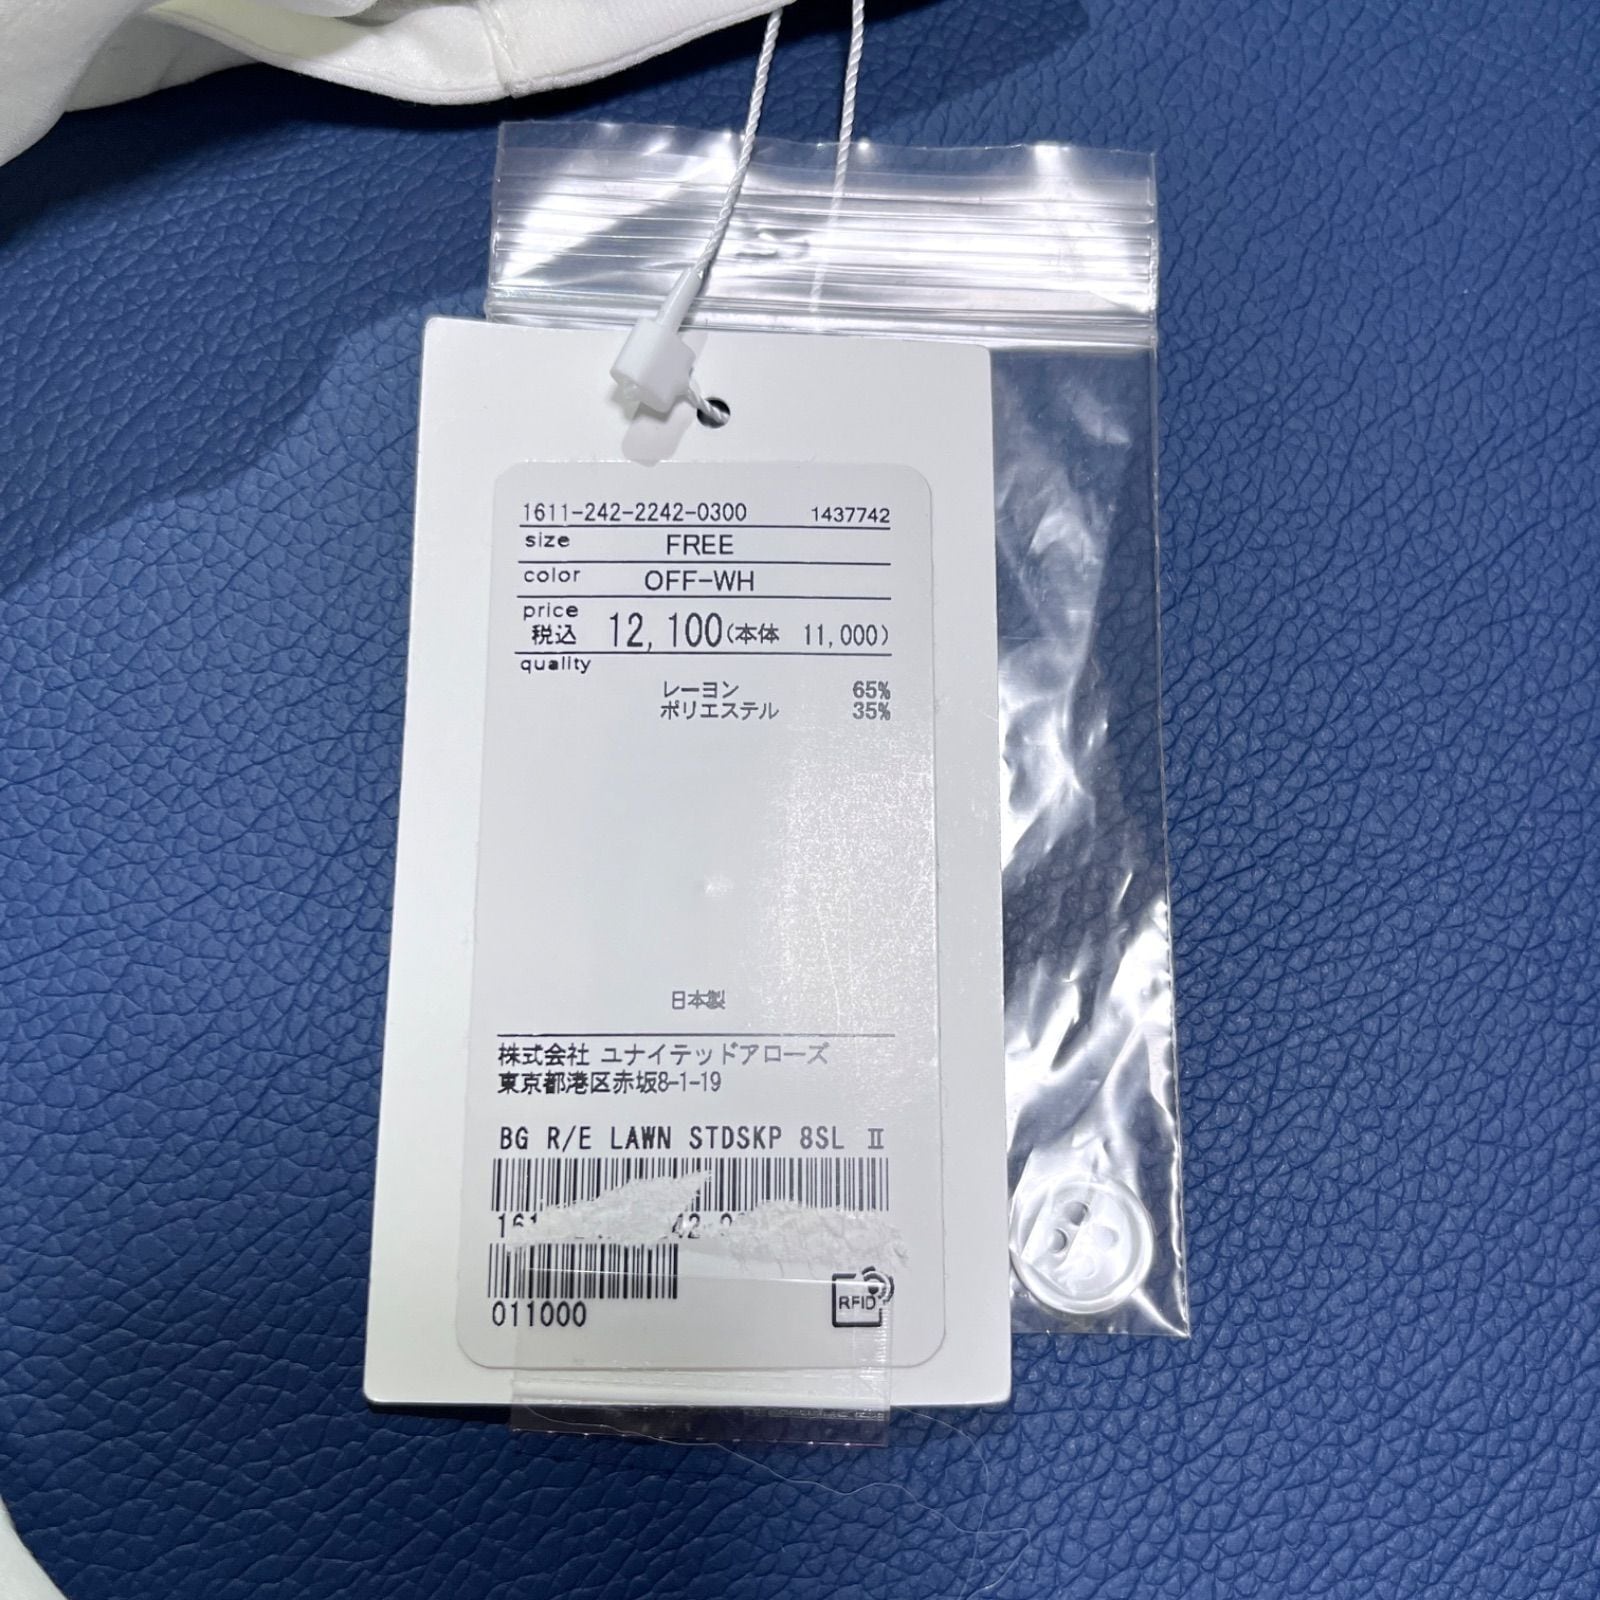 1611-242-2242-0300 1437742
size FREE
color OFF-WH
price
税込 12,100(本体 11,000)
quality
レーヨン 65%
ポリエステル 35%
日本製
株式会社 ユナイテッドアローズ
東京都港区赤坂8-1-19
BG R/E LAWN STDSKP 8SL Ⅱ
011000
RFID